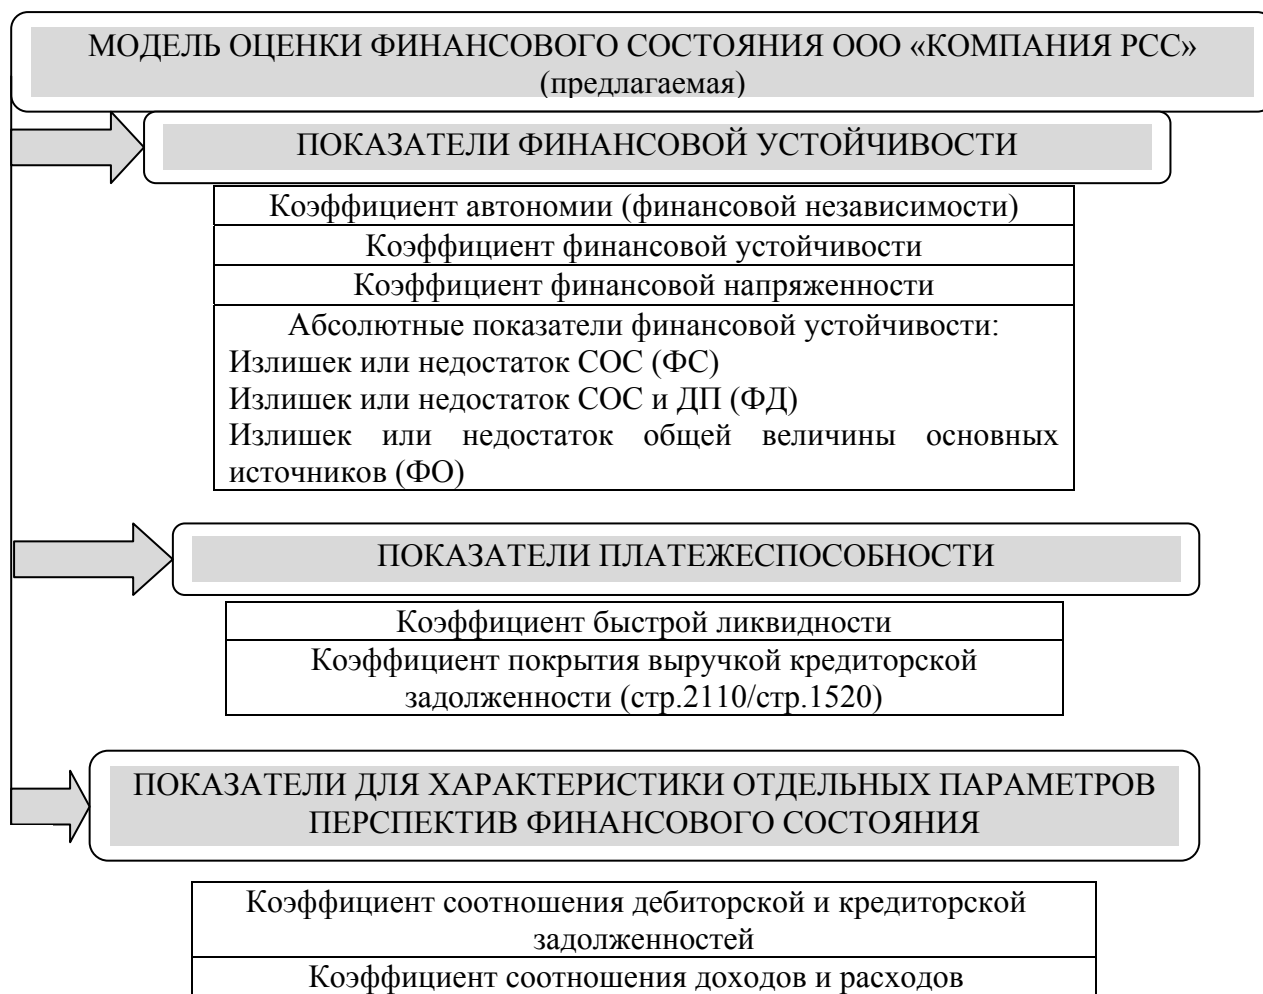 МОДЕЛЬ ОЦЕНКИ ФИНАНСОВОГО СОСТОЯНИЯ ООО «КОМПАНИЯ РСС»
(предлагаемая)
ПОКАЗАТЕЛИ ФИНАНСОВОЙ УСТОЙЧИВОСТИ
Коэффициент автономии (финансовой независимости)
Коэффициент финансовой устойчивости
Коэффициент финансовой напряженности
Абсолютные показатели финансовой устойчивости:
Излишек или недостаток СОС (ФС)
Излишек или недостаток СОС и ДП (ФД)
Излишек или недостаток общей величины основных
источников (ФО)
ПОКАЗАТЕЛИ ПЛАТЕЖЕСПОСОБНОСТИ
Коэффициент быстрой ликвидности
Коэффициент покрытия выручкой кредиторской
задолженности (стр.2110/стр.1520)
ПОКАЗАТЕЛИ ДЛЯ ХАРАКТЕРИСТИКИ ОТДЕЛЬНЫХ ПАРАМЕТРОВ
ПЕРСПЕКТИВ ФИНАНСОВОГО СОСТОЯНИЯ
Коэффициент соотношения дебиторской и кредиторской
задолженностей
Коэффициент соотношения доходов и расходов